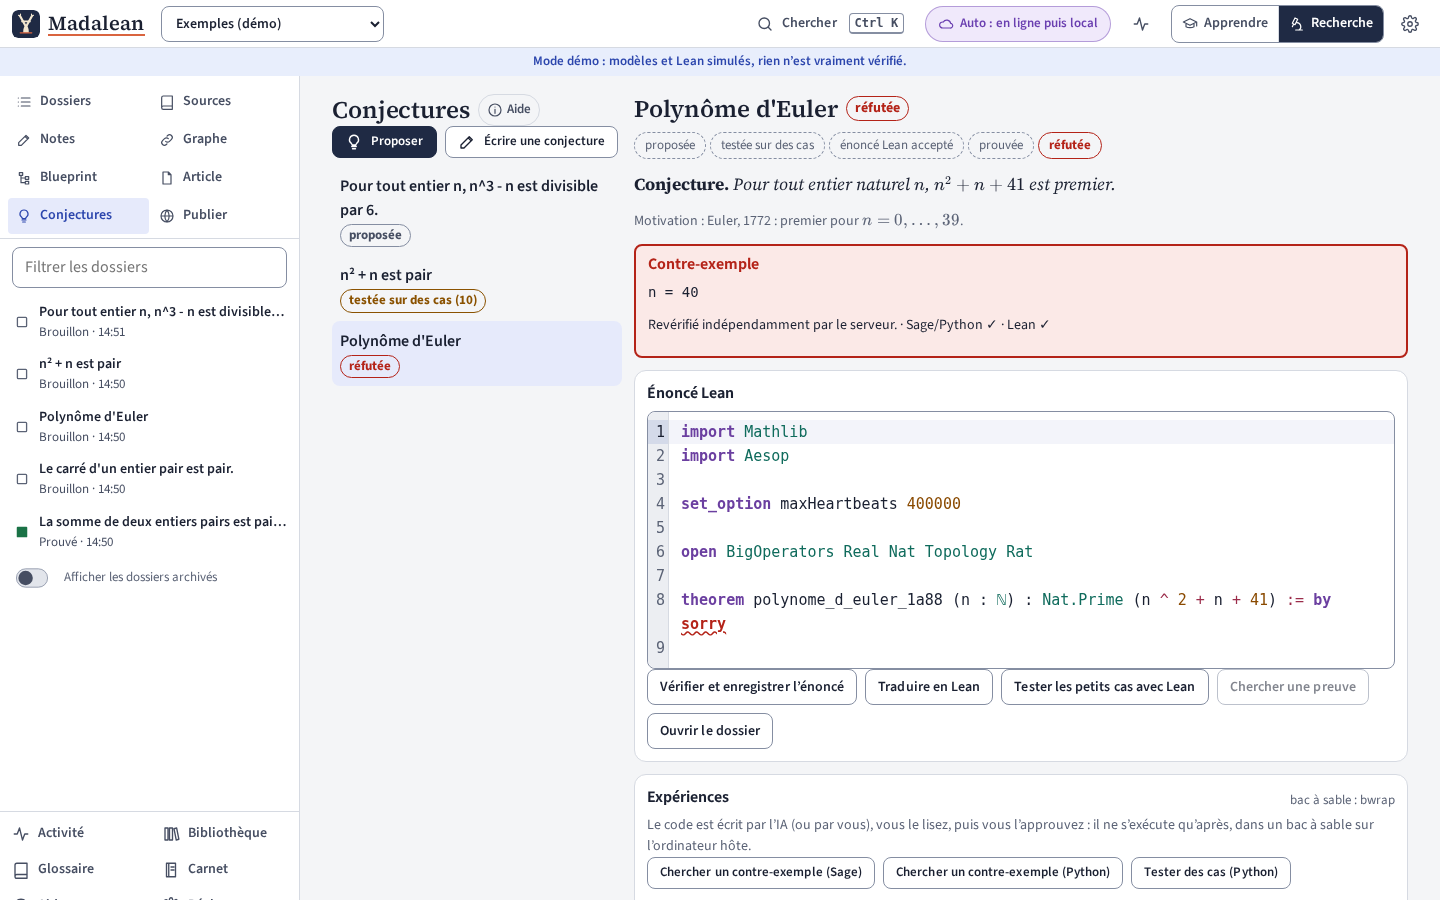 Madalean
Exemples (démo)
Chercher
Ctrl K
Auto : en ligne puis local
Apprendre
Recherche
Mode démo : modèles et Lean simulés, rien n’est vraiment vérifié.
Dossiers
Sources
Notes
Graphe
Blueprint
Article
Conjectures
Publier
Filtrer les dossiers
Pour tout entier n, n^3 - n est divisible…
Brouillon · 14:51
n² + n est pair
Brouillon · 14:50
Polynôme d'Euler
Brouillon · 14:50
Le carré d'un entier pair est pair.
Brouillon · 14:50
La somme de deux entiers pairs est pai…
Prouvé · 14:50
Afficher les dossiers archivés
Activité
Bibliothèque
Glossaire
Carnet
Conjectures
Aide
Proposer
Écrire une conjecture
Pour tout entier n, n^3 - n est divisible
par 6.
proposée
n² + n est pair
testée sur des cas (10)
Polynôme d'Euler
réfutée
Polynôme d'Euler
réfutée
proposée
testée sur des cas
énoncé Lean accepté
prouvée
réfutée
Conjecture. Pour tout entier naturel n, n² + n + 41 est premier.
Motivation : Euler, 1772 : premier pour n = 0, . . . , 39.
Contre-exemple
n = 40
Revérifié indépendamment par le serveur. · Sage/Python ✓ · Lean ✓
Énoncé Lean
1 import Mathlib
2 import Aesop
3
4 set_option maxHeartbeats 400000
5
6 open BigOperators Real Nat Topology Rat
7
8 theorem polynome_d_euler_1a88 (n : ℕ) : Nat.Prime (n ^ 2 + n + 41) := by
sorry
9
Vérifier et enregistrer l’énoncé
Traduire en Lean
Tester les petits cas avec Lean
Chercher une preuve
Ouvrir le dossier
Expériences
bac à sable : bwrap
Le code est écrit par l’IA (ou par vous), vous le lisez, puis vous l’approuvez : il ne s’exécute qu’après, dans un bac à sable sur
l’ordinateur hôte.
Chercher un contre-exemple (Sage)
Chercher un contre-exemple (Python)
Tester des cas (Python)